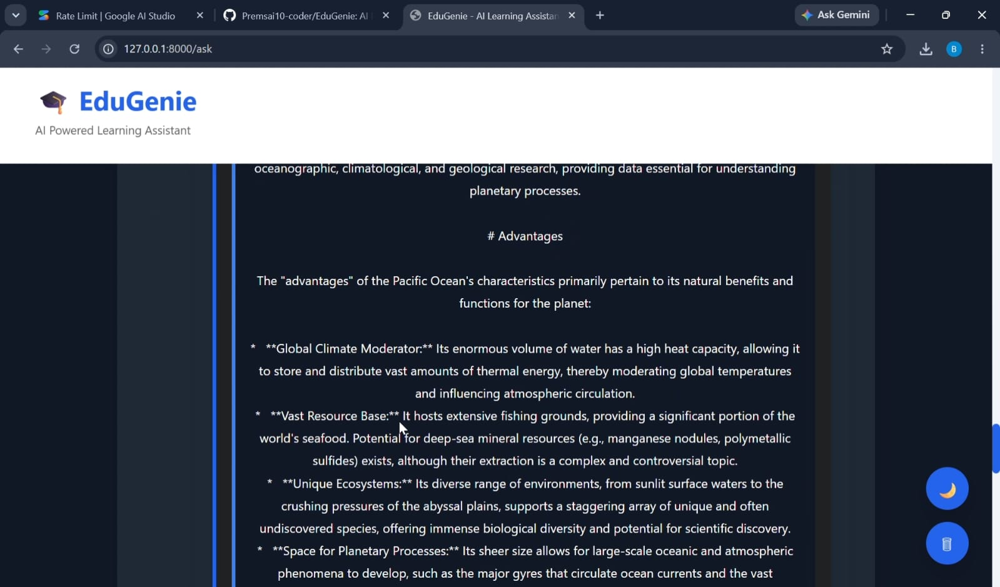 Rate Limit | Google AI Studio
Premsai10-coder/EduGenie: AI
EduGenie - AI Learning Assistan
Ask Gemini
127.0.0.1:8000/ask
B
EduGenie
AI Powered Learning Assistant
oceanographic, climatological, and geological research, providing data essential for understanding
planetary processes.
# Advantages
The "advantages" of the Pacific Ocean's characteristics primarily pertain to its natural benefits and
functions for the planet:
* **Global Climate Moderator:** Its enormous volume of water has a high heat capacity, allowing it
to store and distribute vast amounts of thermal energy, thereby moderating global temperatures
and influencing atmospheric circulation.
* **Vast Resource Base:** It hosts extensive fishing grounds, providing a significant portion of the
world's seafood. Potential for deep-sea mineral resources (e.g., manganese nodules, polymetallic
sulfides) exists, although their extraction is a complex and controversial topic.
* **Unique Ecosystems:** Its diverse range of environments, from sunlit surface waters to the
crushing pressures of the abyssal plains, supports a staggering array of unique and often
undiscovered species, offering immense biological diversity and potential for scientific discovery.
* **Space for Planetary Processes:** Its sheer size allows for large-scale oceanic and atmospheric
phenomena to develop, such as the major gyres that circulate ocean currents and the vast